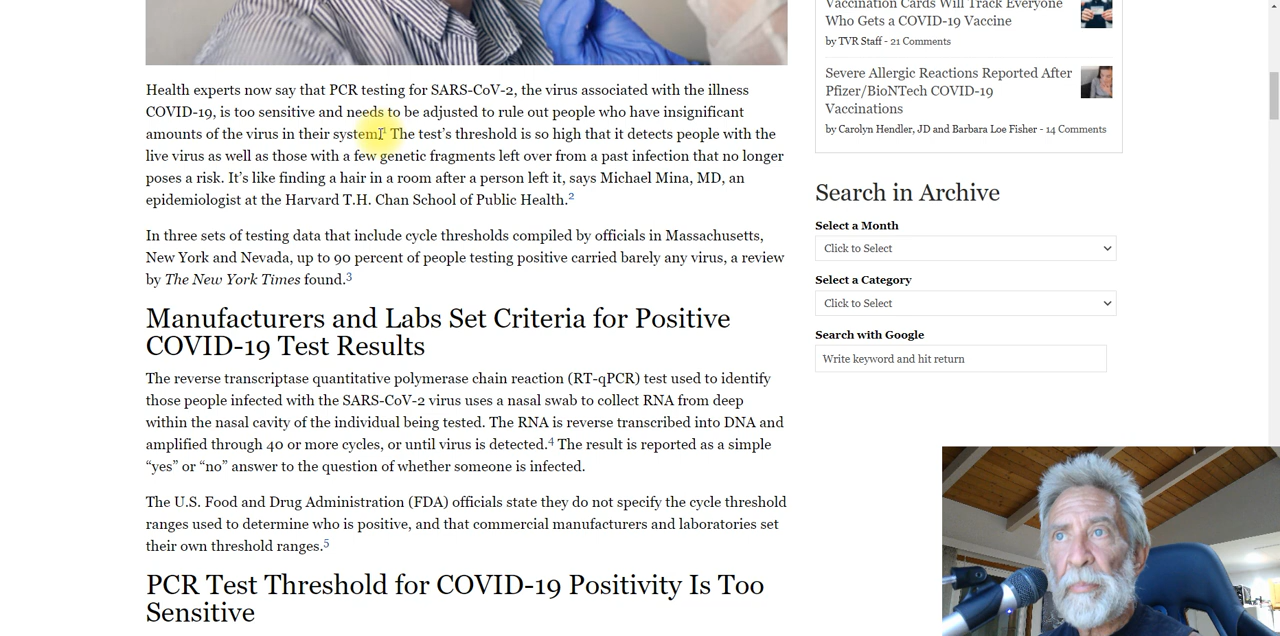 Health experts now say that PCR testing for SARS-CoV-2, the virus associated with the illness
COVID-19, is too sensitive and needs to be adjusted to rule out people who have insignificant
amounts of the virus in their system.1 The test’s threshold is so high that it detects people with the
live virus as well as those with a few genetic fragments left over from a past infection that no longer
poses a risk. It’s like finding a hair in a room after a person left it, says Michael Mina, MD, an
epidemiologist at the Harvard T.H. Chan School of Public Health.2
In three sets of testing data that include cycle thresholds compiled by officials in Massachusetts,
New York and Nevada, up to 90 percent of people testing positive carried barely any virus, a review
by The New York Times found.3
Manufacturers and Labs Set Criteria for Positive
COVID-19 Test Results
The reverse transcriptase quantitative polymerase chain reaction (RT-qPCR) test used to identify
those people infected with the SARS-CoV-2 virus uses a nasal swab to collect RNA from deep
within the nasal cavity of the individual being tested. The RNA is reverse transcribed into DNA and
amplified through 40 or more cycles, or until virus is detected.4 The result is reported as a simple
“yes” or “no” answer to the question of whether someone is infected.
The U.S. Food and Drug Administration (FDA) officials state they do not specify the cycle threshold
ranges used to determine who is positive, and that commercial manufacturers and laboratories set
their own threshold ranges.5
PCR Test Threshold for COVID-19 Positivity Is Too
Sensitive
Vaccination Cards Will Track Everyone
Who Gets a COVID-19 Vaccine
by TVR Staff - 21 Comments
Severe Allergic Reactions Reported After
Pfizer/BioNTech COVID-19
Vaccinations
by Carolyn Hendler, JD and Barbara Loe Fisher - 14 Comments
Search in Archive
Select a Month
Click to Select
Select a Category
Click to Select
Search with Google
Write keyword and hit return